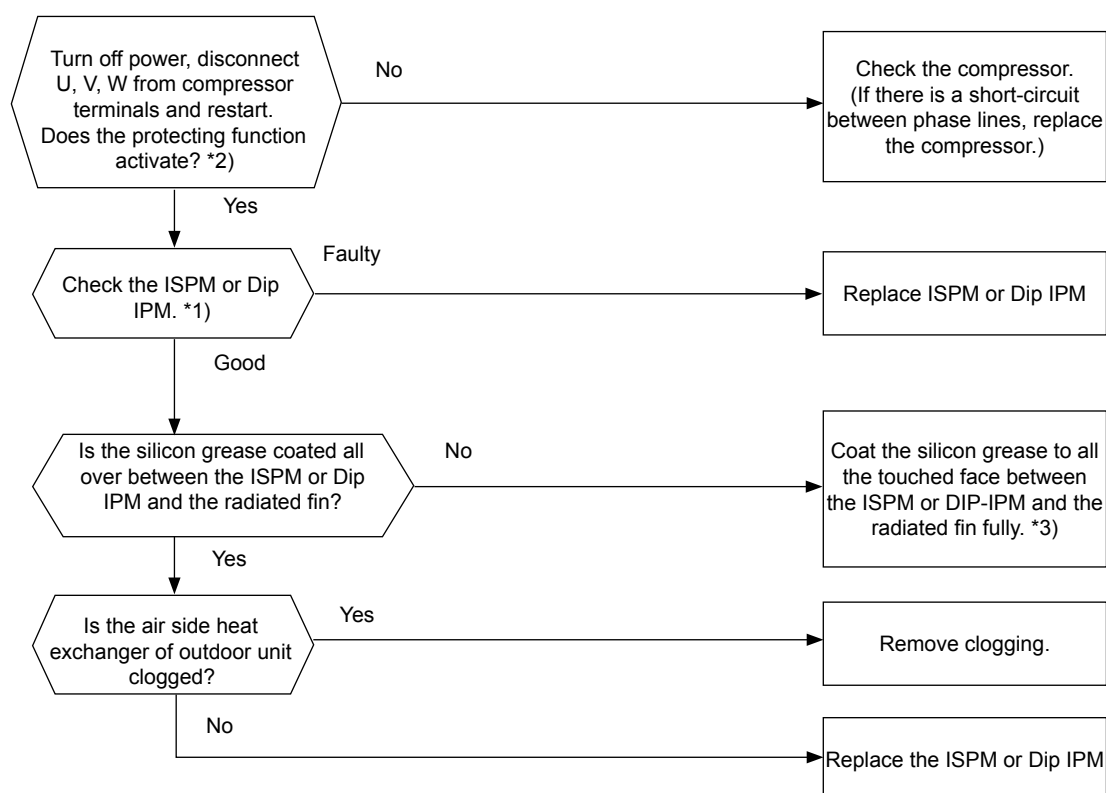 Turn off power, disconnect
U, V, W from compressor
terminals and restart.
Does the protecting function
activate? *2)
No
Check the compressor.
(If there is a short-circuit
between phase lines, replace
the compressor.)
Yes
Check the ISPM or Dip
IPM. *1)
Faulty
Replace ISPM or Dip IPM
Good
Is the silicon grease coated all
over between the ISPM or Dip
IPM and the radiated fin?
No
Coat the silicon grease to all
the touched face between
the ISPM or DIP-IPM and the
radiated fin fully. *3)
Yes
Is the air side heat
exchanger of outdoor unit
clogged?
Yes
Remove clogging.
No
Replace the ISPM or Dip IPM